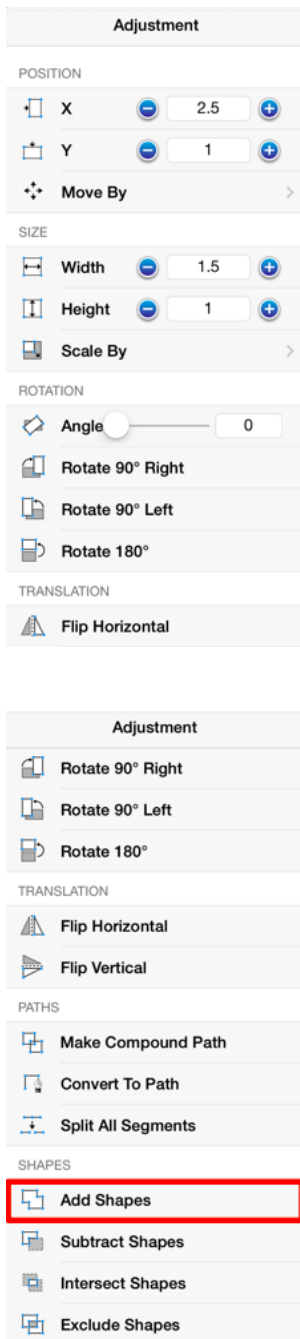 Adjustment
POSITION
X 2.5
Y 1
Move By
SIZE
Width 1.5
Height 1
Scale By
ROTATION
Angle 0
Rotate 90° Right
Rotate 90° Left
Rotate 180°
TRANSLATION
Flip Horizontal
Adjustment
Rotate 90° Right
Rotate 90° Left
Rotate 180°
TRANSLATION
Flip Horizontal
Flip Vertical
PATHS
Make Compound Path
Convert To Path
Split All Segments
SHAPES
Add Shapes
Subtract Shapes
Intersect Shapes
Exclude Shapes